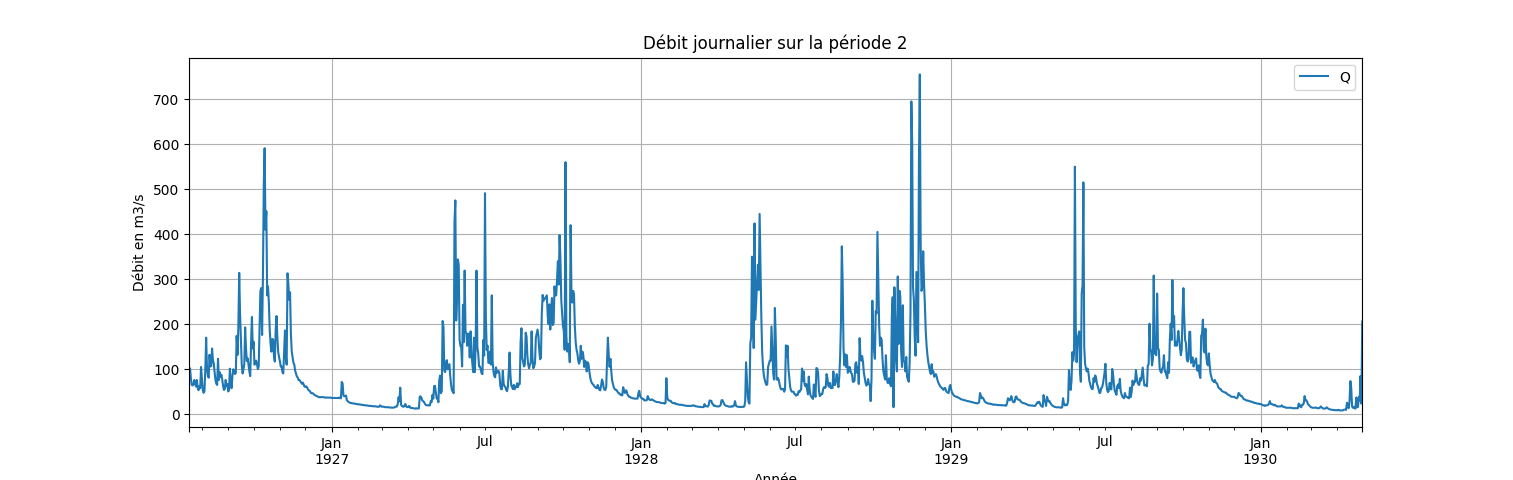 Débit journalier sur la période 2
Q
Débit en m3/s
700
600
500
400
300
200
100
0
Jan
1927
Jul
Jan
1928
Jul
Jan
1929
Jul
Jan
1930
Année